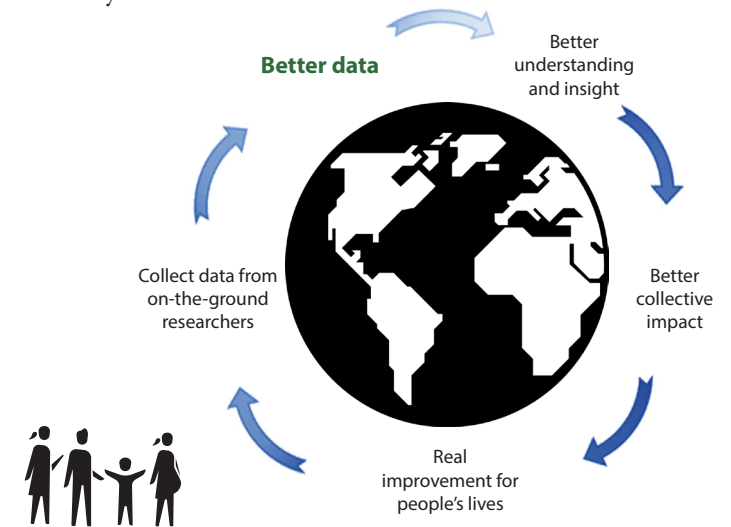 Better data
Better
understanding
and insight
Better
collective
impact
Real
improvement for
people’s lives
Collect data from
on-the-ground
researchers